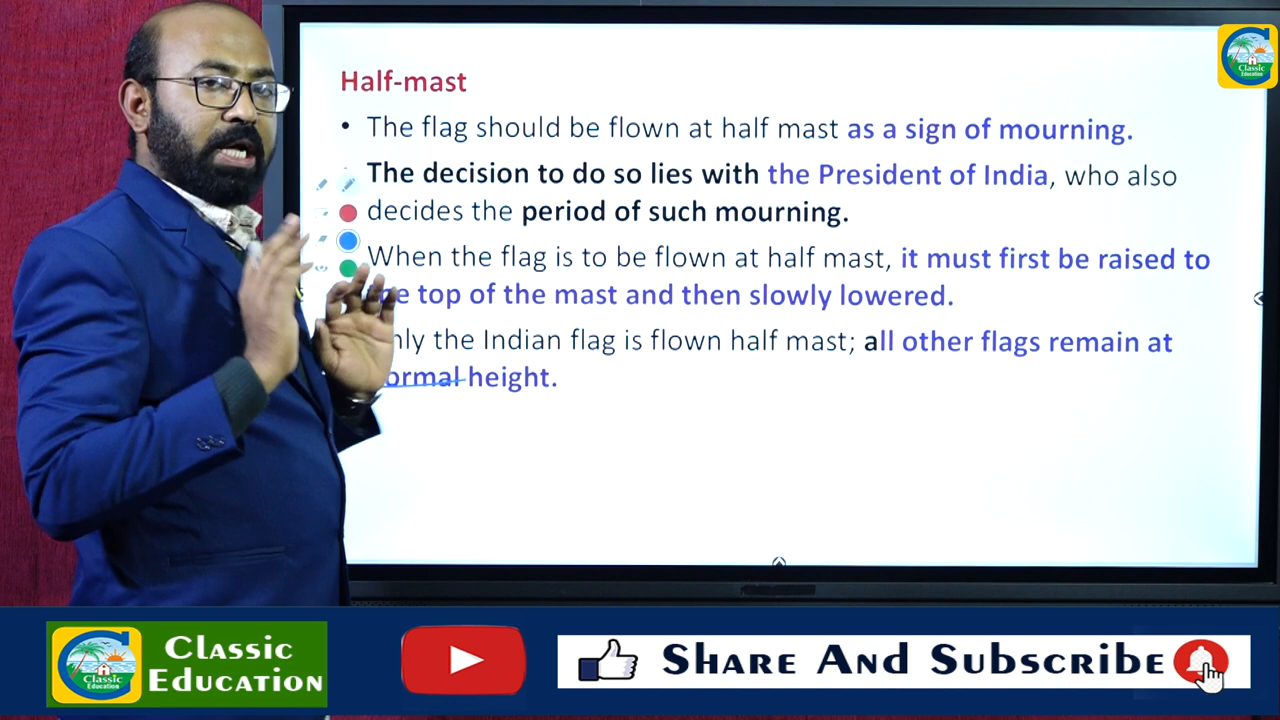 Half-mast
• The flag should be flown at half mast as a sign of mourning.
The decision to do so lies with the President of India, who also
decides the period of such mourning.
When the flag is to be flown at half mast, it must first be raised to
top of the mast and then slowly lowered.
the Indian flag is flown half mast; all other flags remain at
height.
Classic
Education
Classic
Education
Classic
Education
Share And Subscribe